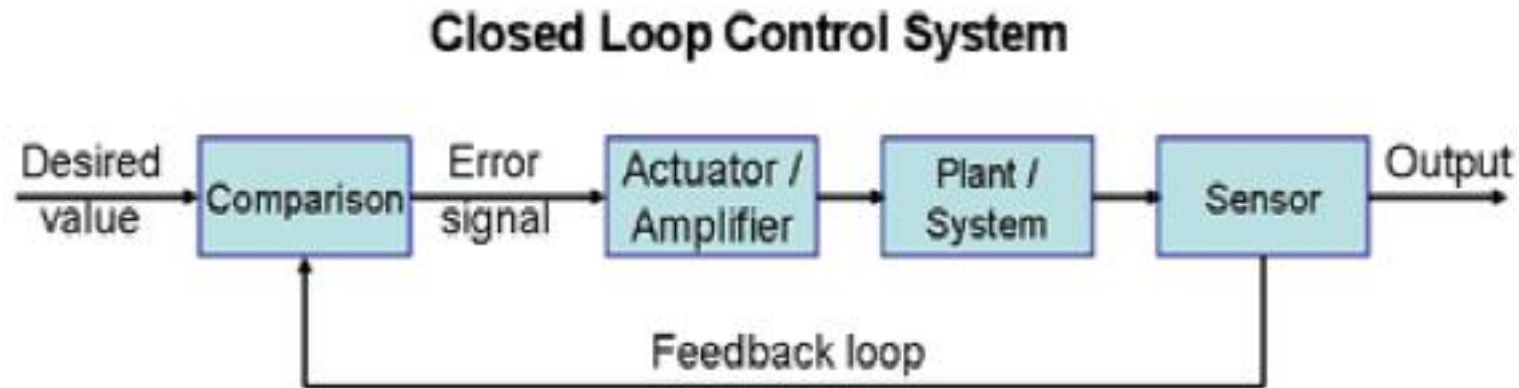 Closed Loop Control System
Desired
value
Comparison
Error
signal
Actuator /
Amplifier
Plant /
System
Sensor
Output
Feedback loop